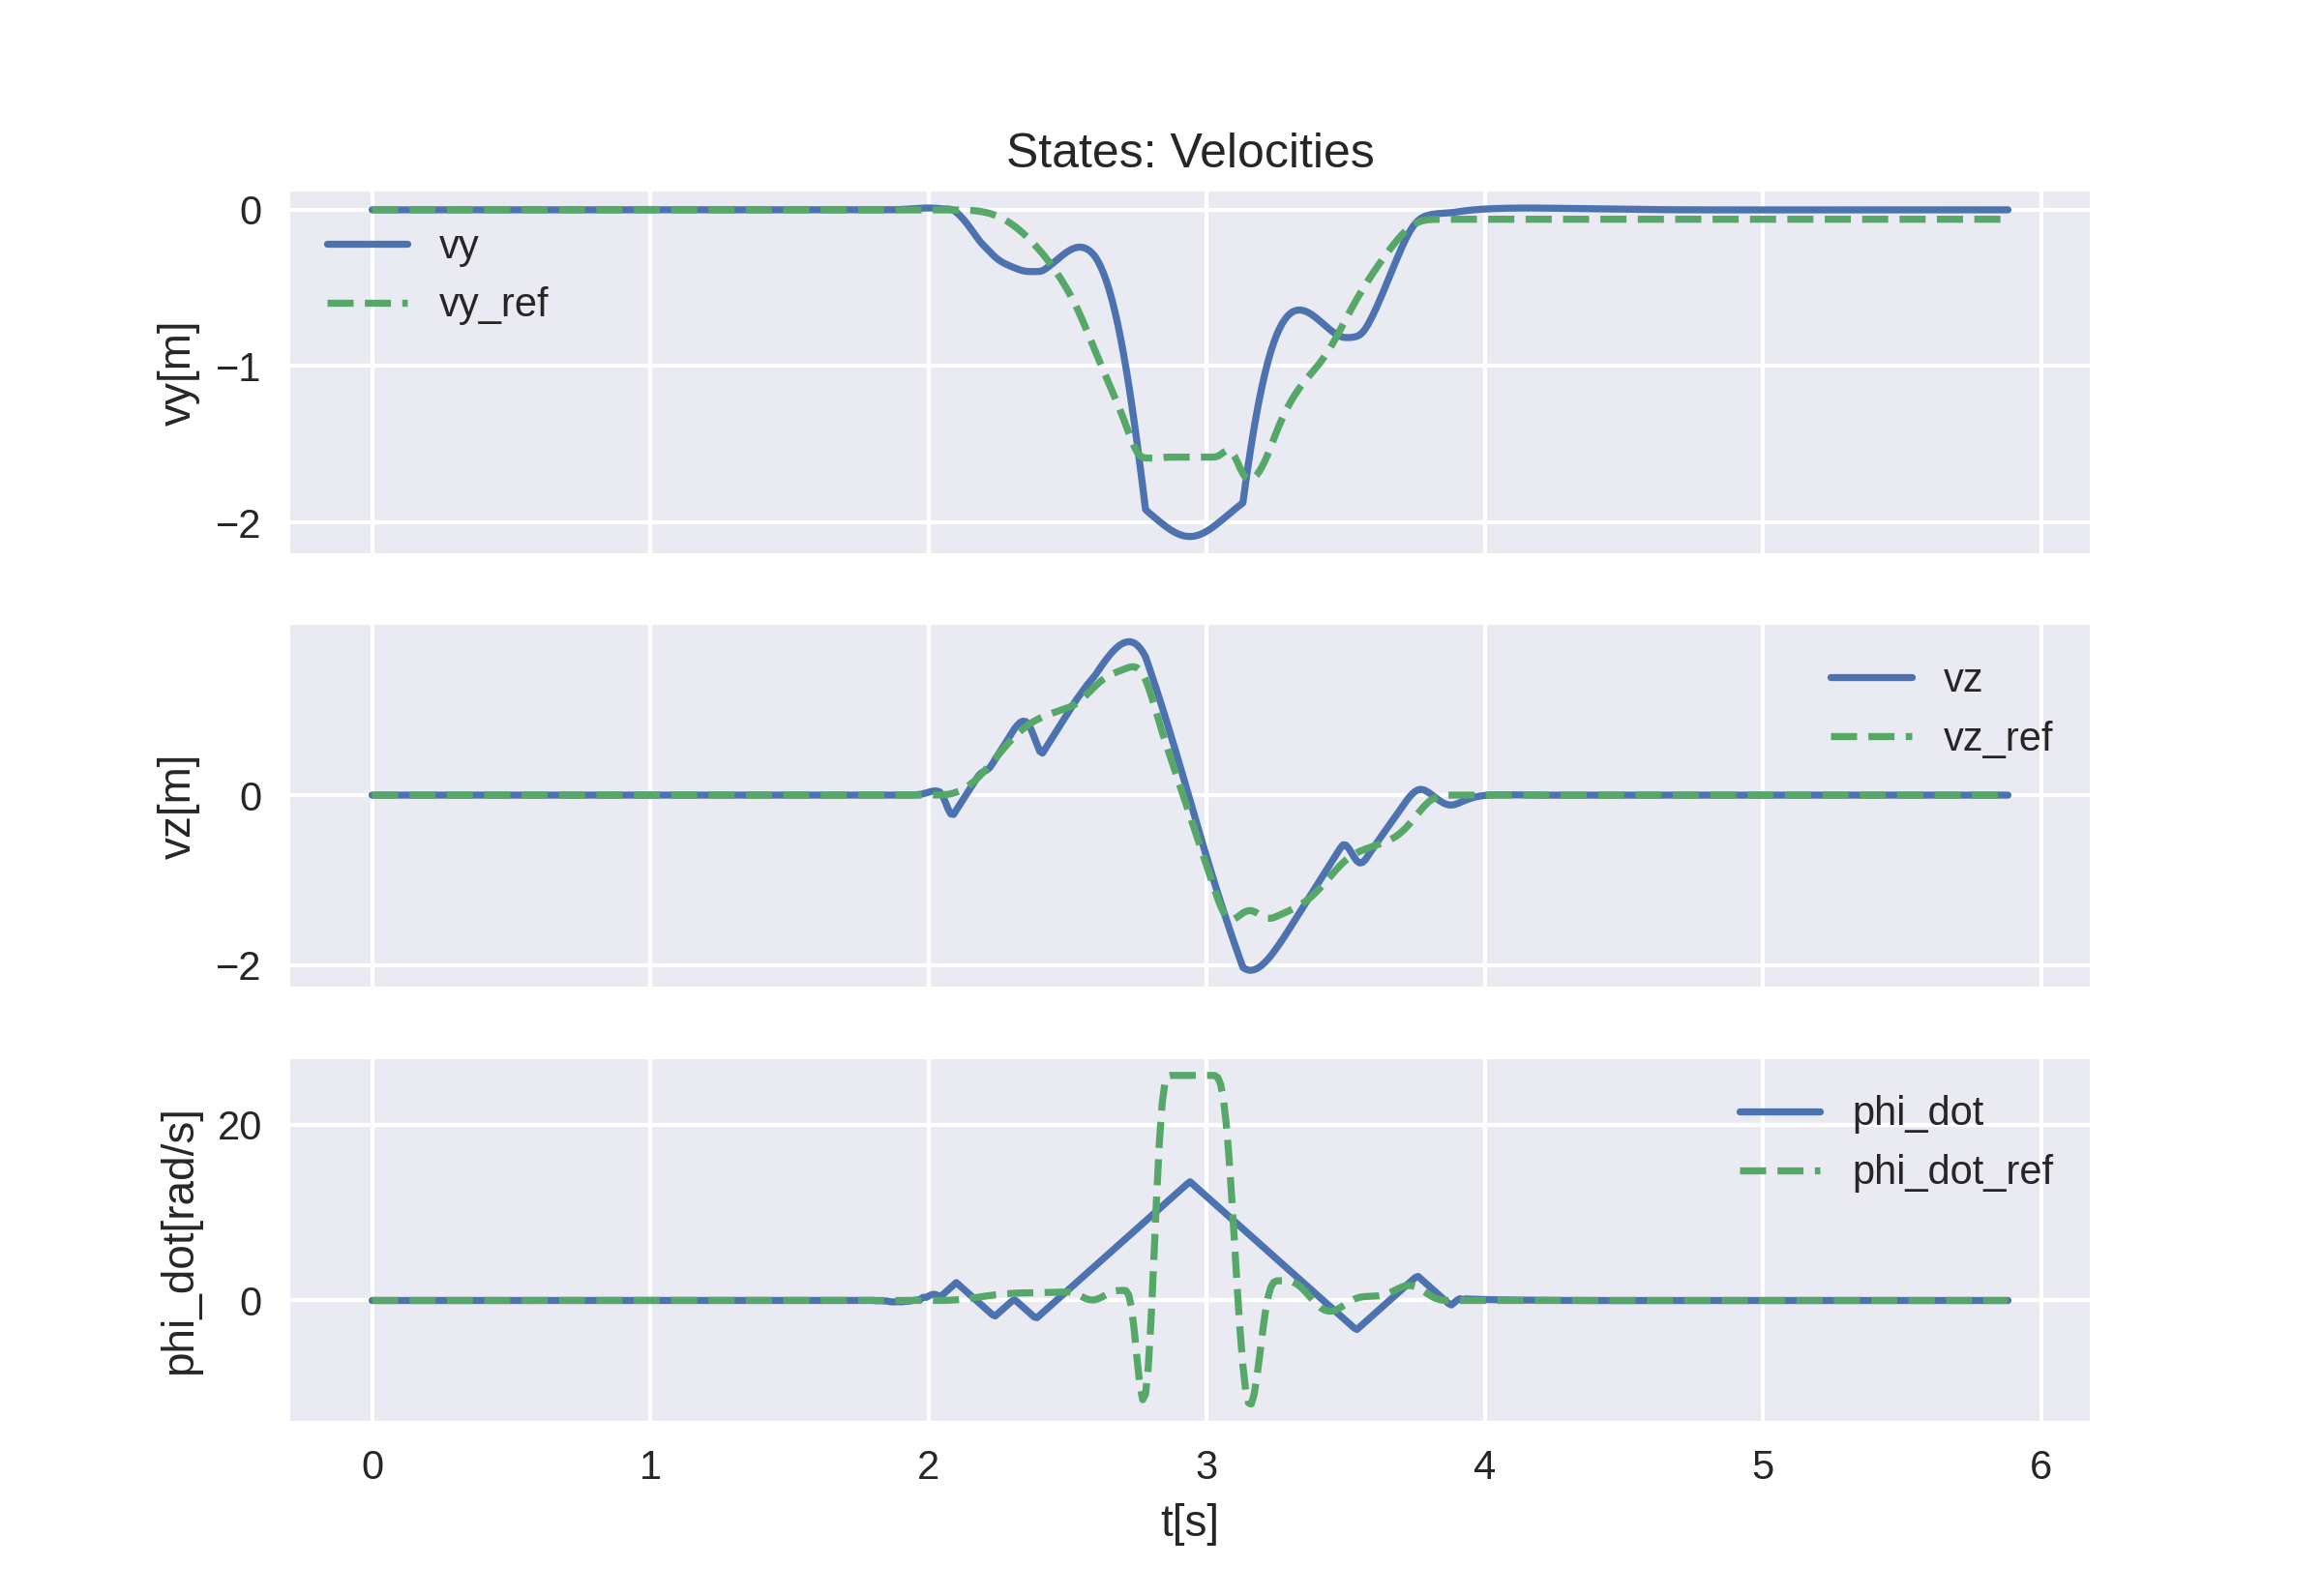 States: Velocities
0
−1
−2
vy[m]
vy
vy_ref
0
−2
vz[m]
vz
vz_ref
20
0
phi_dot[rad/s]
phi_dot
phi_dot_ref
0 1 2 3 4 5 6
t[s]